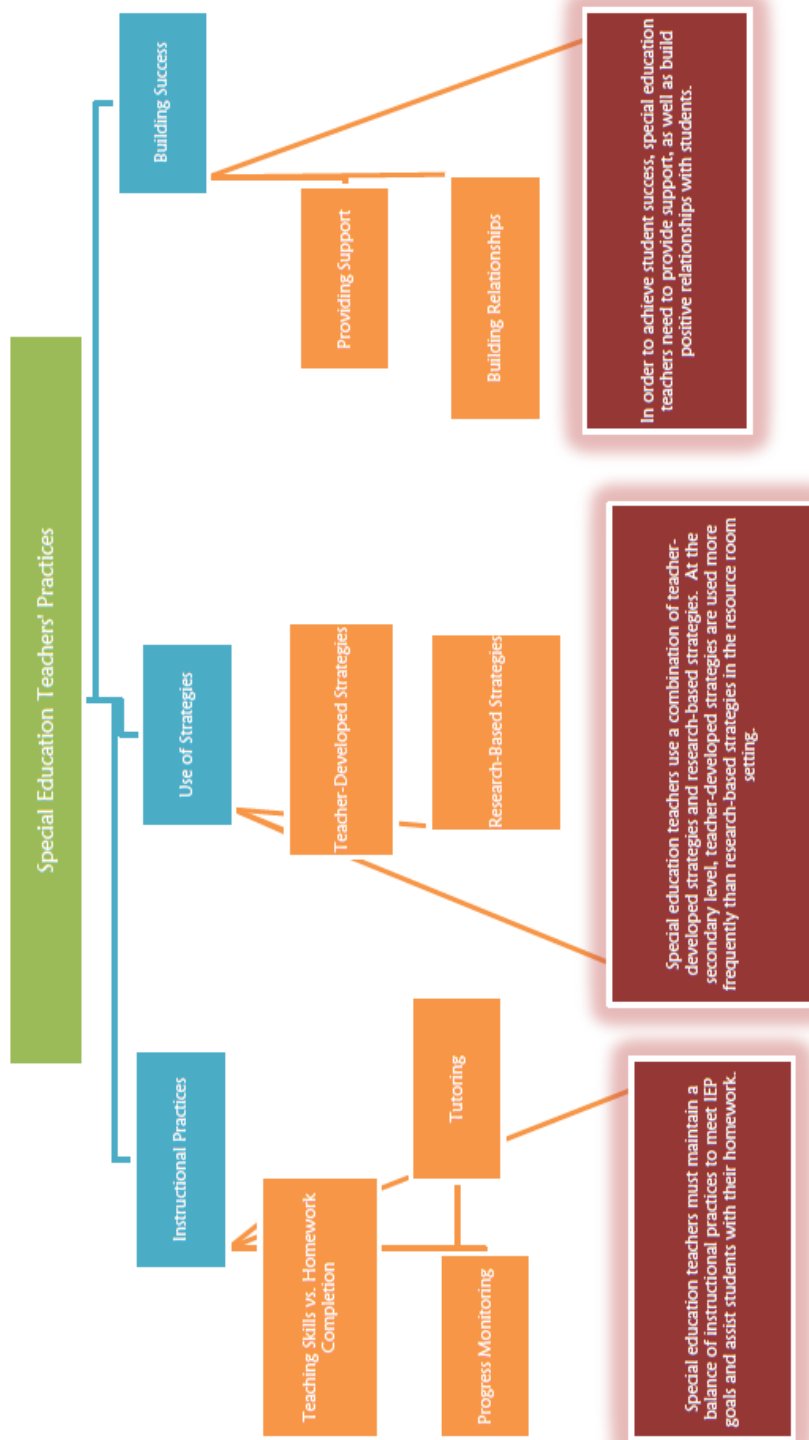 Special Education Teachers' Practices
Instructional Practices
Use of Strategies
Building Success
Teaching Skills vs. Homework
Completion
Tutoring
Progress Monitoring
Teacher-Developed Strategies
Research-Based Strategies
Providing Support
Building Relationships
Special education teachers must maintain a
balance of instructional practices to meet IEP
goals and assist students with their homework.
Special education teachers use a combination of teacher-
developed strategies and research-based strategies. At the
secondary level, teacher-developed strategies are used more
frequently than research-based strategies in the resource room
setting.
In order to achieve student success, special education
teachers need to provide support, as well as build
positive relationships with students.